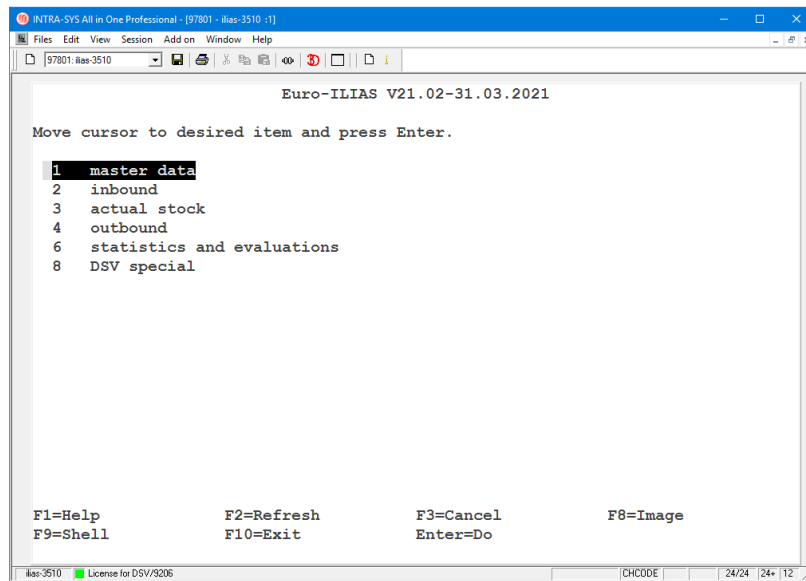 INTRA-SYS All in One Professional - [97801 - ilias-3510 :1]
Files Edit View Session Add on Window Help
97801: ilias-3510
Euro-ILIAS V21.02-31.03.2021
Move cursor to desired item and press Enter.
1 master data
2 inbound
3 actual stock
4 outbound
6 statistics and evaluations
8 DSV special
F1=Help F2=Refresh F3=Cancel F8=Image
F9=Shell F10=Exit Enter=Do
ilias-3510 License for DSV/9206 CHCODE 24/24 24+ 12